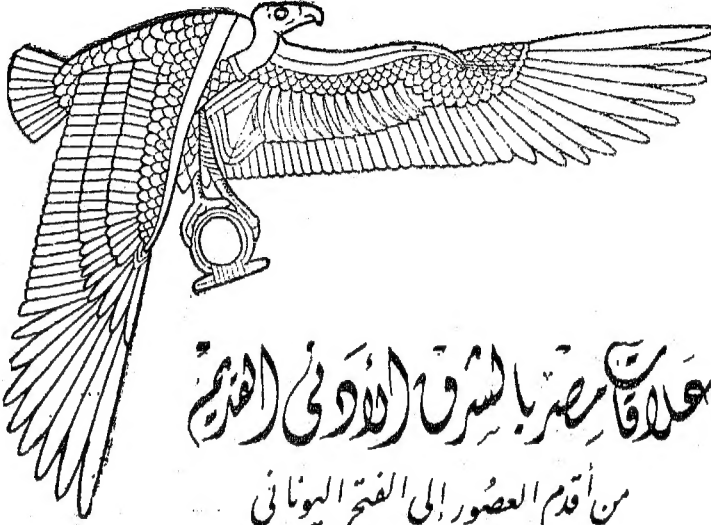 علاقات مصر بالشرق الأدنى القديم
من أقدم العصور إلى الفتح اليوناني